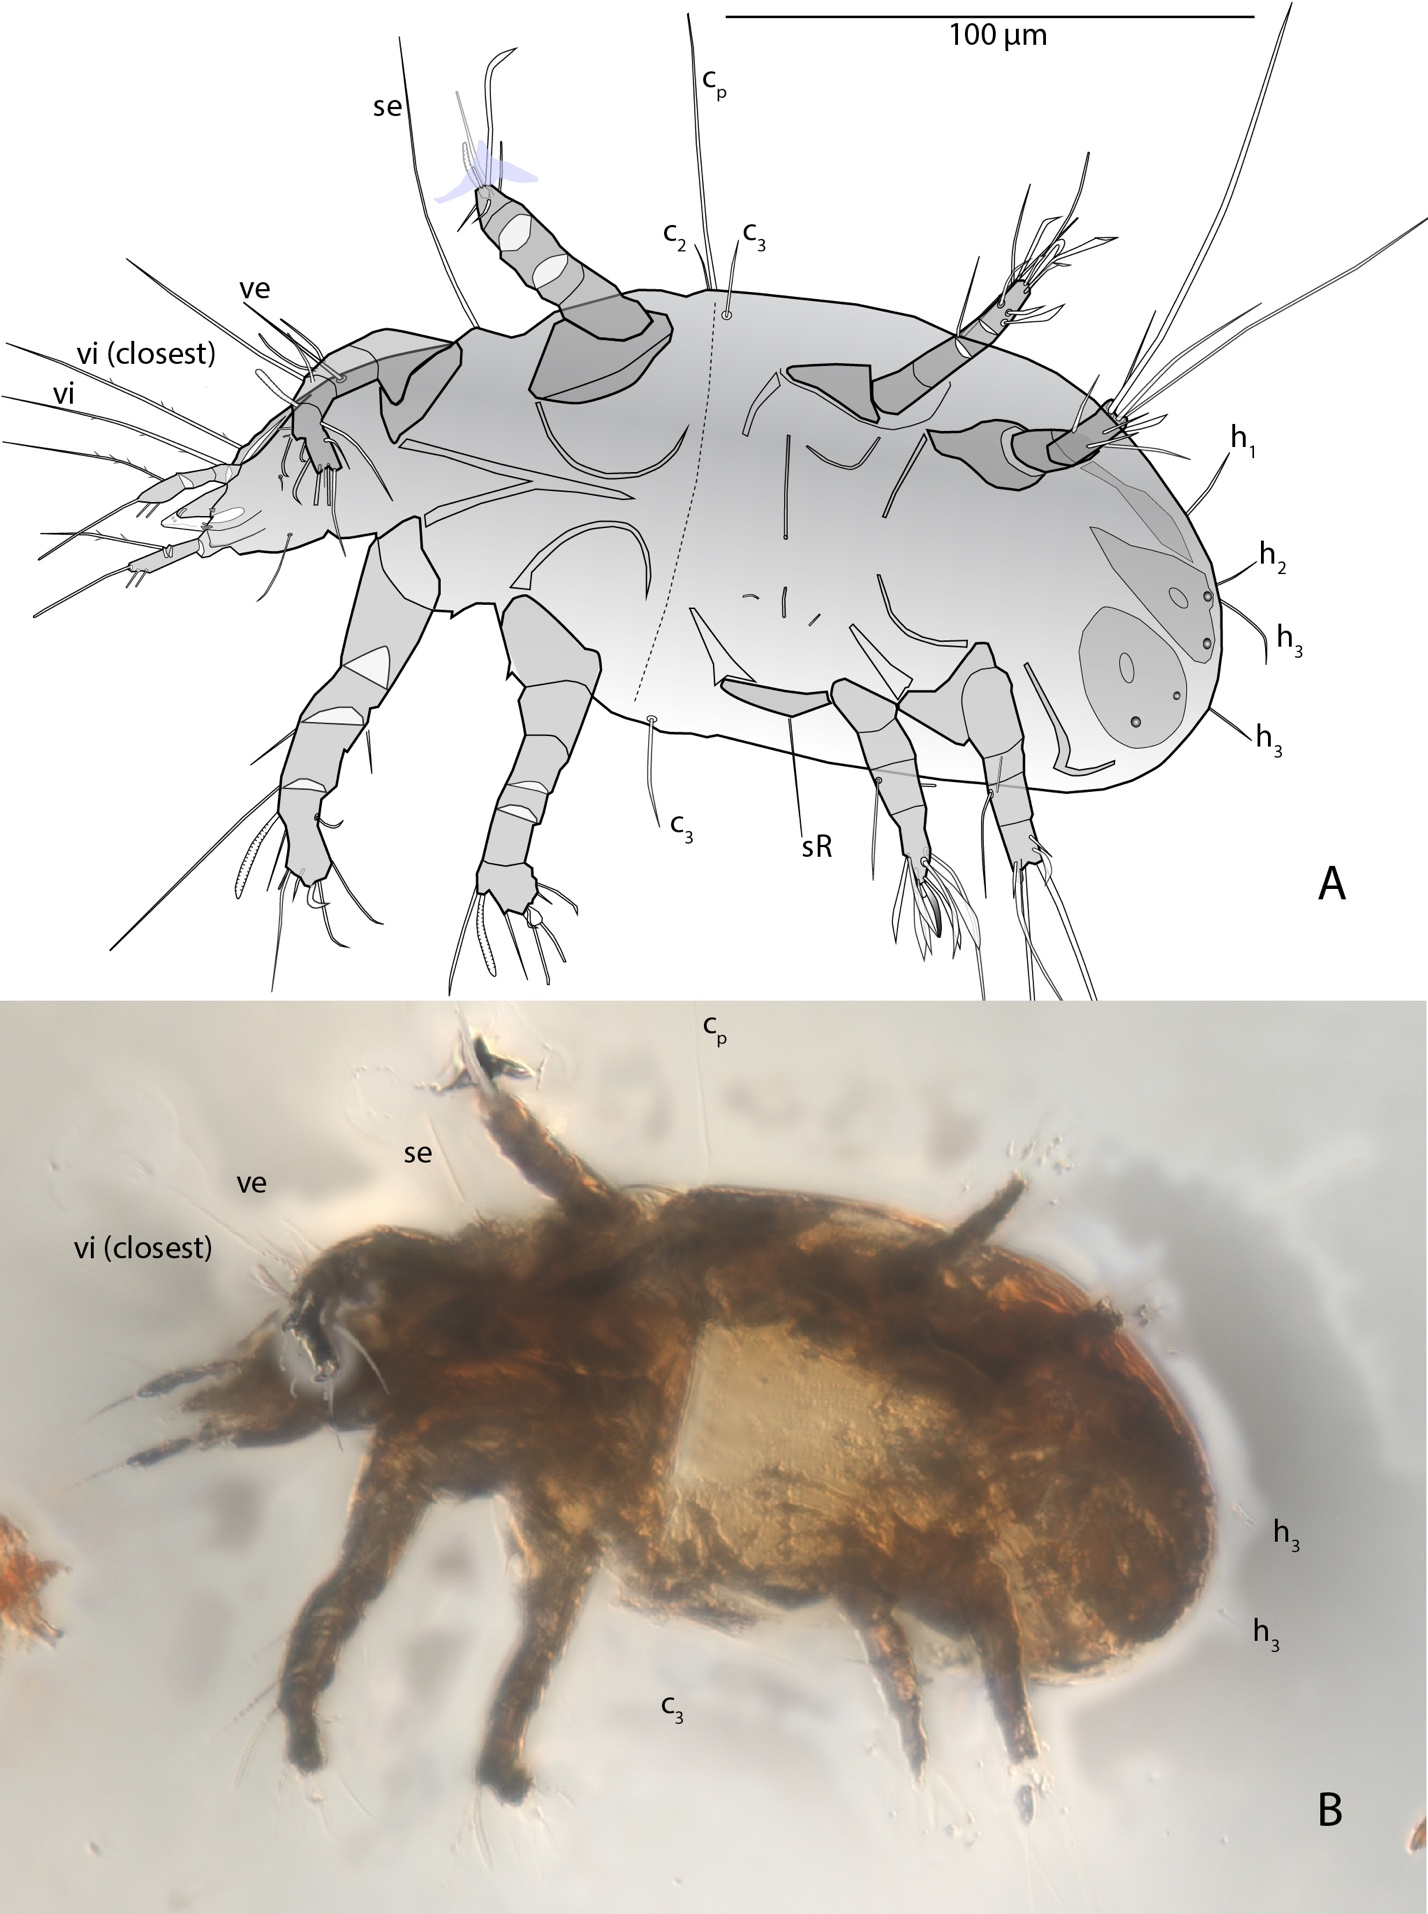 100 µm
cp
se
c2
c3
ve
vi (closest)
vi
h1
h2
h3
h3
c3
sR
A
cp
se
ve
vi (closest)
h3
h3
c3
B